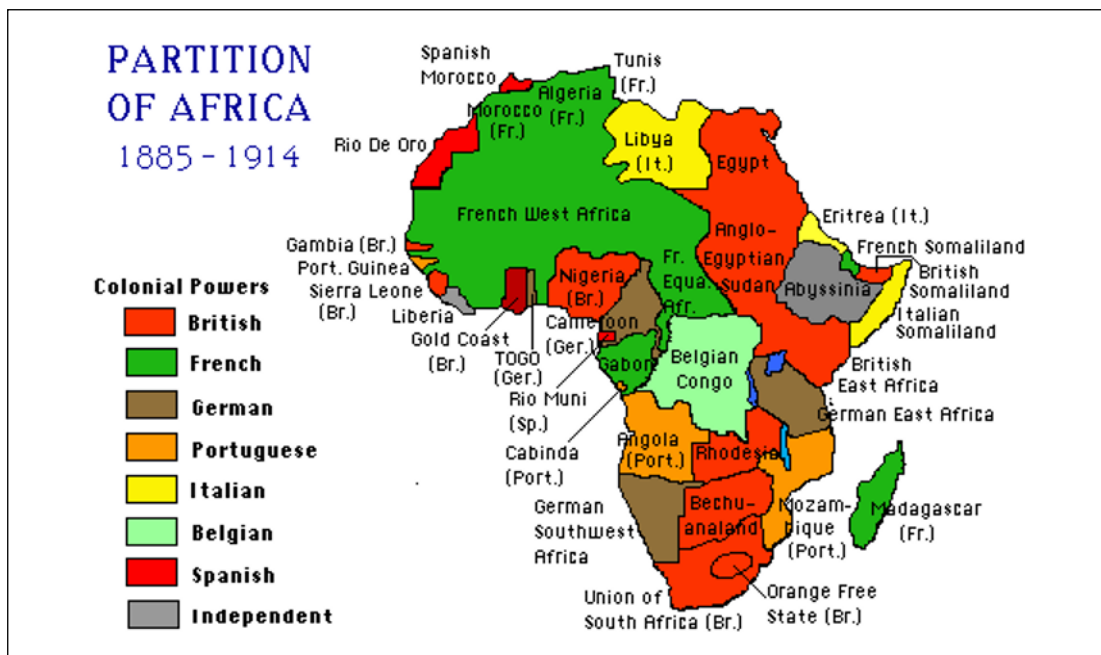 PARTITION
OF AFRICA
1885 - 1914
Spanish
Morocco
Tunis
(Fr.)
Algeria
(Fr.)
Morocco
(Fr.)
Rio De Oro
Libya
(It.)
Egypt
French West Africa
Eritrea (It.)
Anglo-
Egyptian
Sudan
French Somaliland
British
Somaliland
Italian
Somaliland
Abyssinia
Gambia (Br.)
Port. Guinea
Sierra Leone
(Br.)
Liberia
Gold Coast
(Br.)
TOGO
(Ger.)
Nigeria
(Br.)
Fr.
Equa.
Afr.
Cameroon
(Ger.)
Gabon
Rio Muni
(Sp.)
Cabinda
(Port.)
Belgian
Congo
British
East Africa
German East Africa
Angola
(Port.)
Rhodesia
German
Southwest
Africa
Bechu-
analand
Mozam-
bique
(Port.)
Madagascar
(Fr.)
Union of
South Africa (Br.)
Orange Free
State (Br.)
Colonial Powers
British
French
German
Portuguese
Italian
Belgian
Spanish
Independent